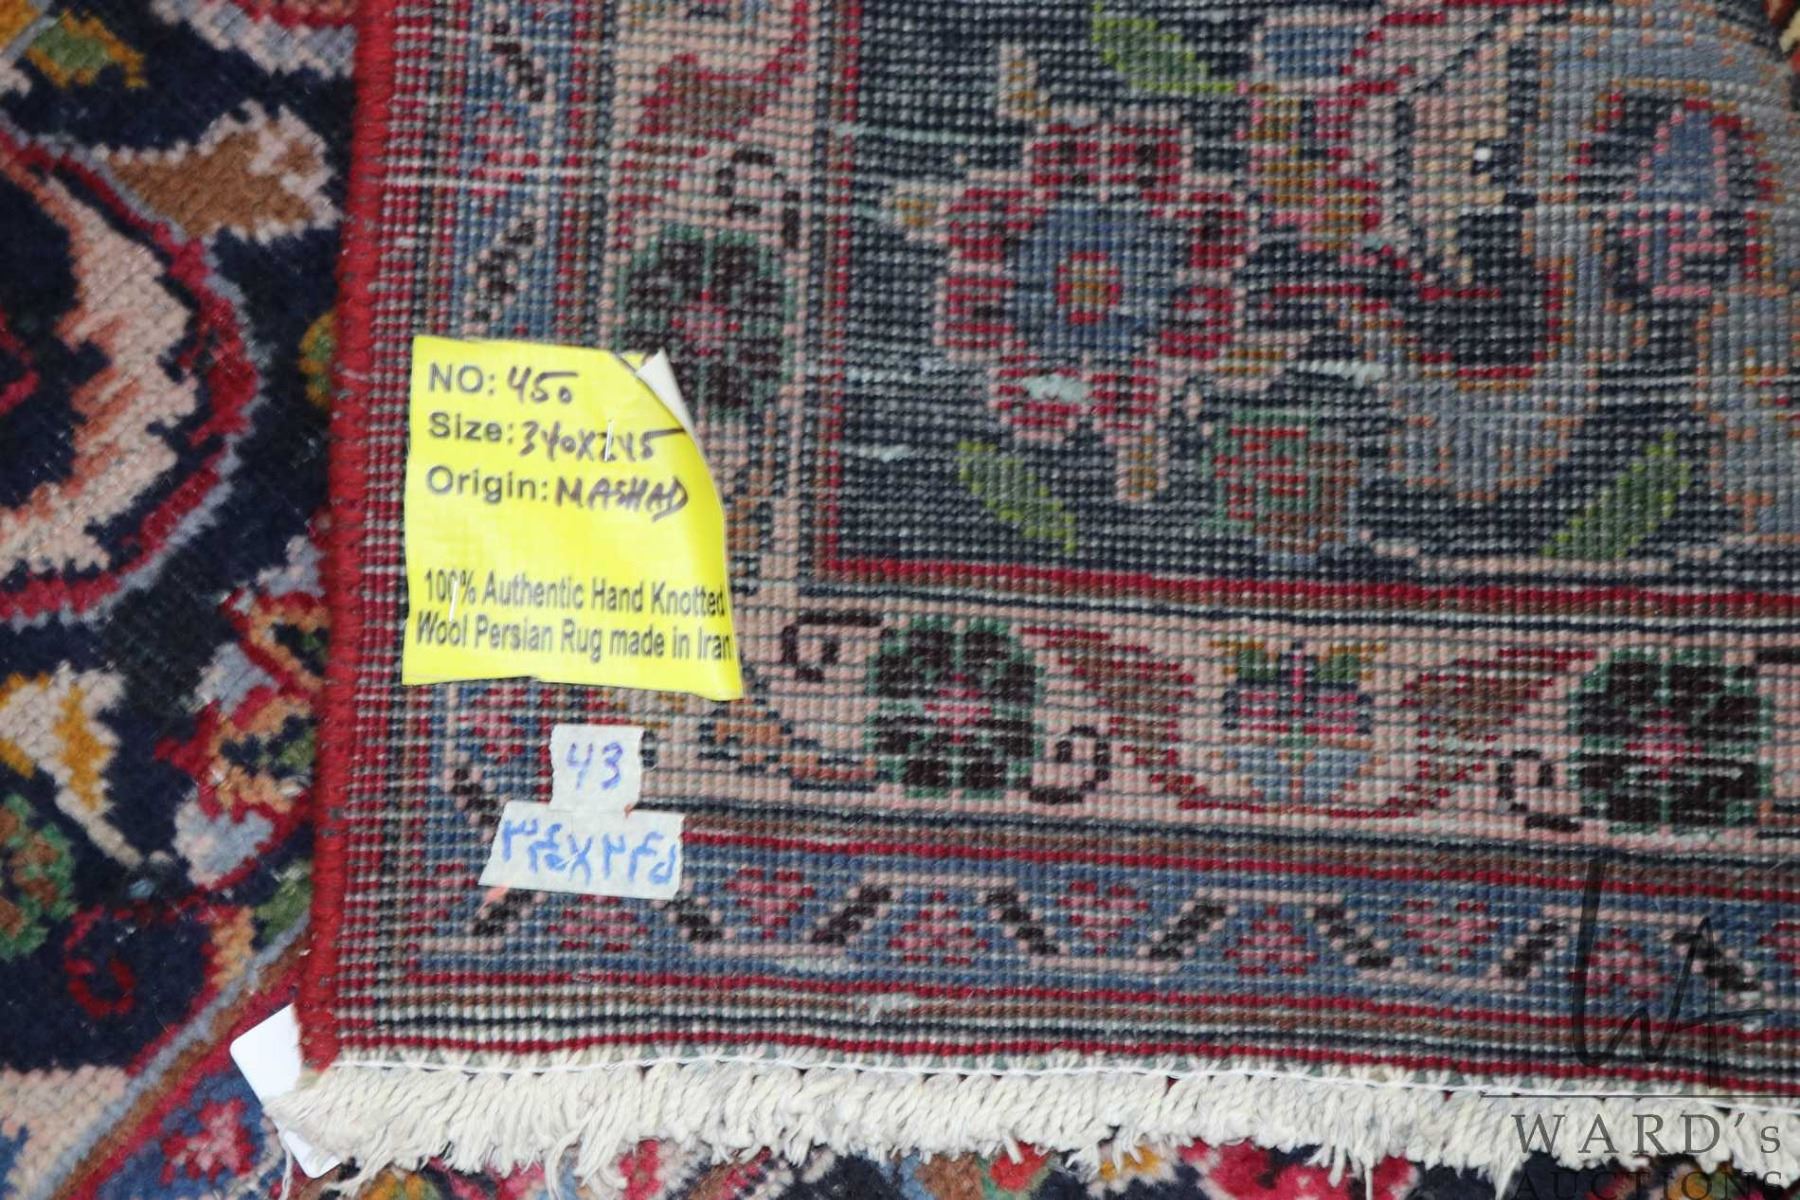 NO: 450
Size: 340X245
Origin: MASHAD
100% Authentic Hand Knotted
Wool Persian Rug made in Iran
43
۳۴۰X۲۴۵
WARD's
AUCTIONS